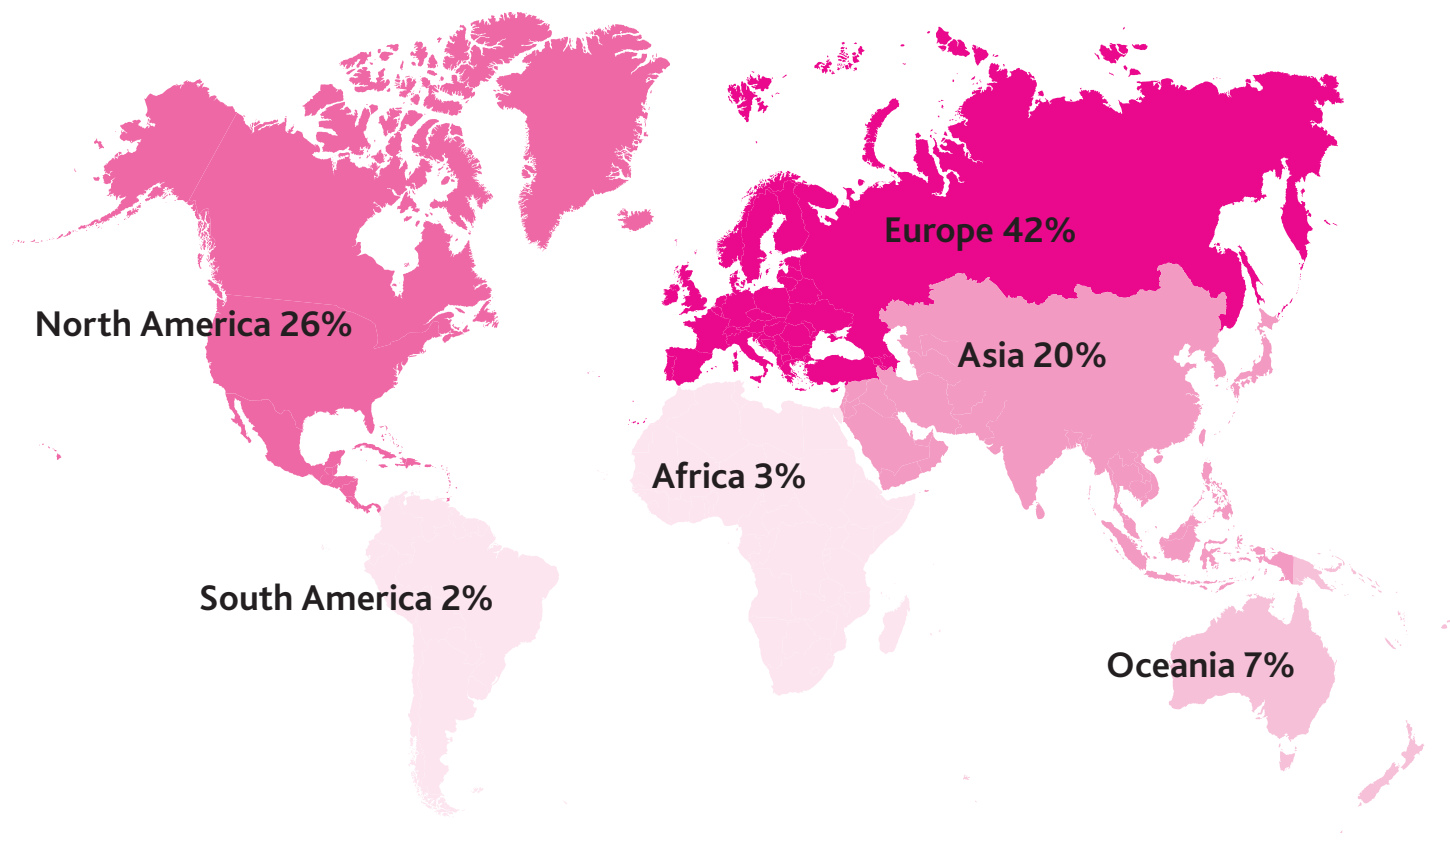 Europe 42%
North America 26%
Asia 20%
Africa 3%
South America 2%
Oceania 7%